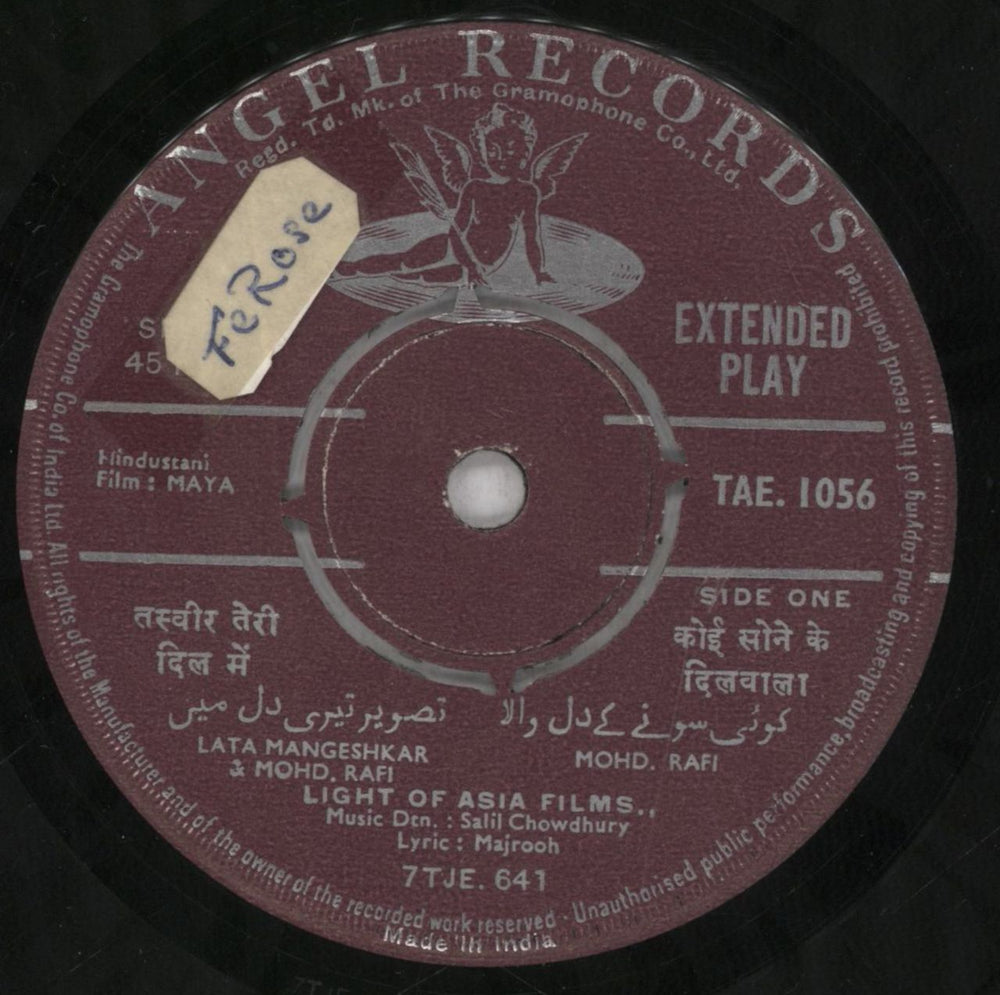 ANGEL RECORDS
Regd. Td. Mk. of The Gramophone Co., Ltd.
FeRose
EXTENDED
PLAY
45
Hindustani
Film : MAYA
TAE. 1056
SIDE ONE
तस्वीर तेरी
दिल में
कोई सोने के
दिलवाला
تصویر تیری دل میں
کوئی سونے کے دل والا
LATA MANGESHKAR
& MOHD. RAFI
MOHD. RAFI
LIGHT OF ASIA FILMS.,
Music Dtn. : Salil Chowdhury
Lyric : Majrooh
7TJE. 641
The Gramophone Co. of India Ltd. All rights of the Manufacturer and of the owner of the recorded work reserved - Unauthorised public performance, broadcasting and copying of this record prohibited
Made in India